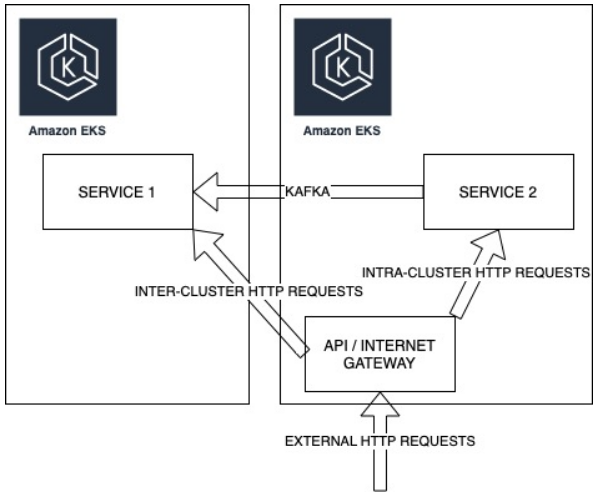 Amazon EKS
Amazon EKS
SERVICE 1
KAFKA
SERVICE 2
INTRA-CLUSTER HTTP REQUESTS
INTER-CLUSTER HTTP REQUESTS
API / INTERNET
GATEWAY
EXTERNAL HTTP REQUESTS